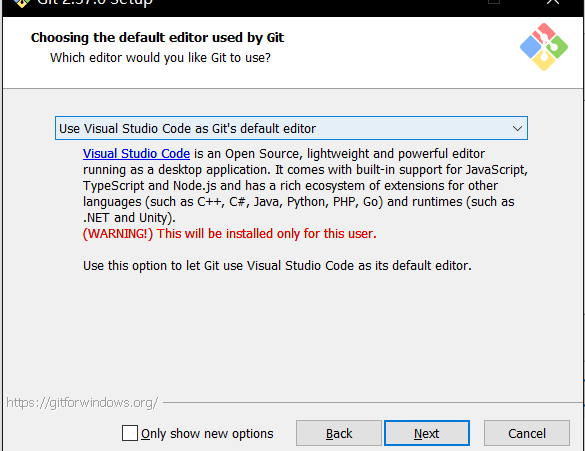 Git 2.37.0 Setup
Choosing the default editor used by Git
Which editor would you like Git to use?
Use Visual Studio Code as Git's default editor
Visual Studio Code is an Open Source, lightweight and powerful editor
running as a desktop application. It comes with built-in support for JavaScript,
TypeScript and Node.js and has a rich ecosystem of extensions for other
languages (such as C++, C#, Java, Python, PHP, Go) and runtimes (such as
.NET and Unity).
(WARNING!) This will be installed only for this user.
Use this option to let Git use Visual Studio Code as its default editor.
https://gitforwindows.org/
Only show new options
Back
Next
Cancel